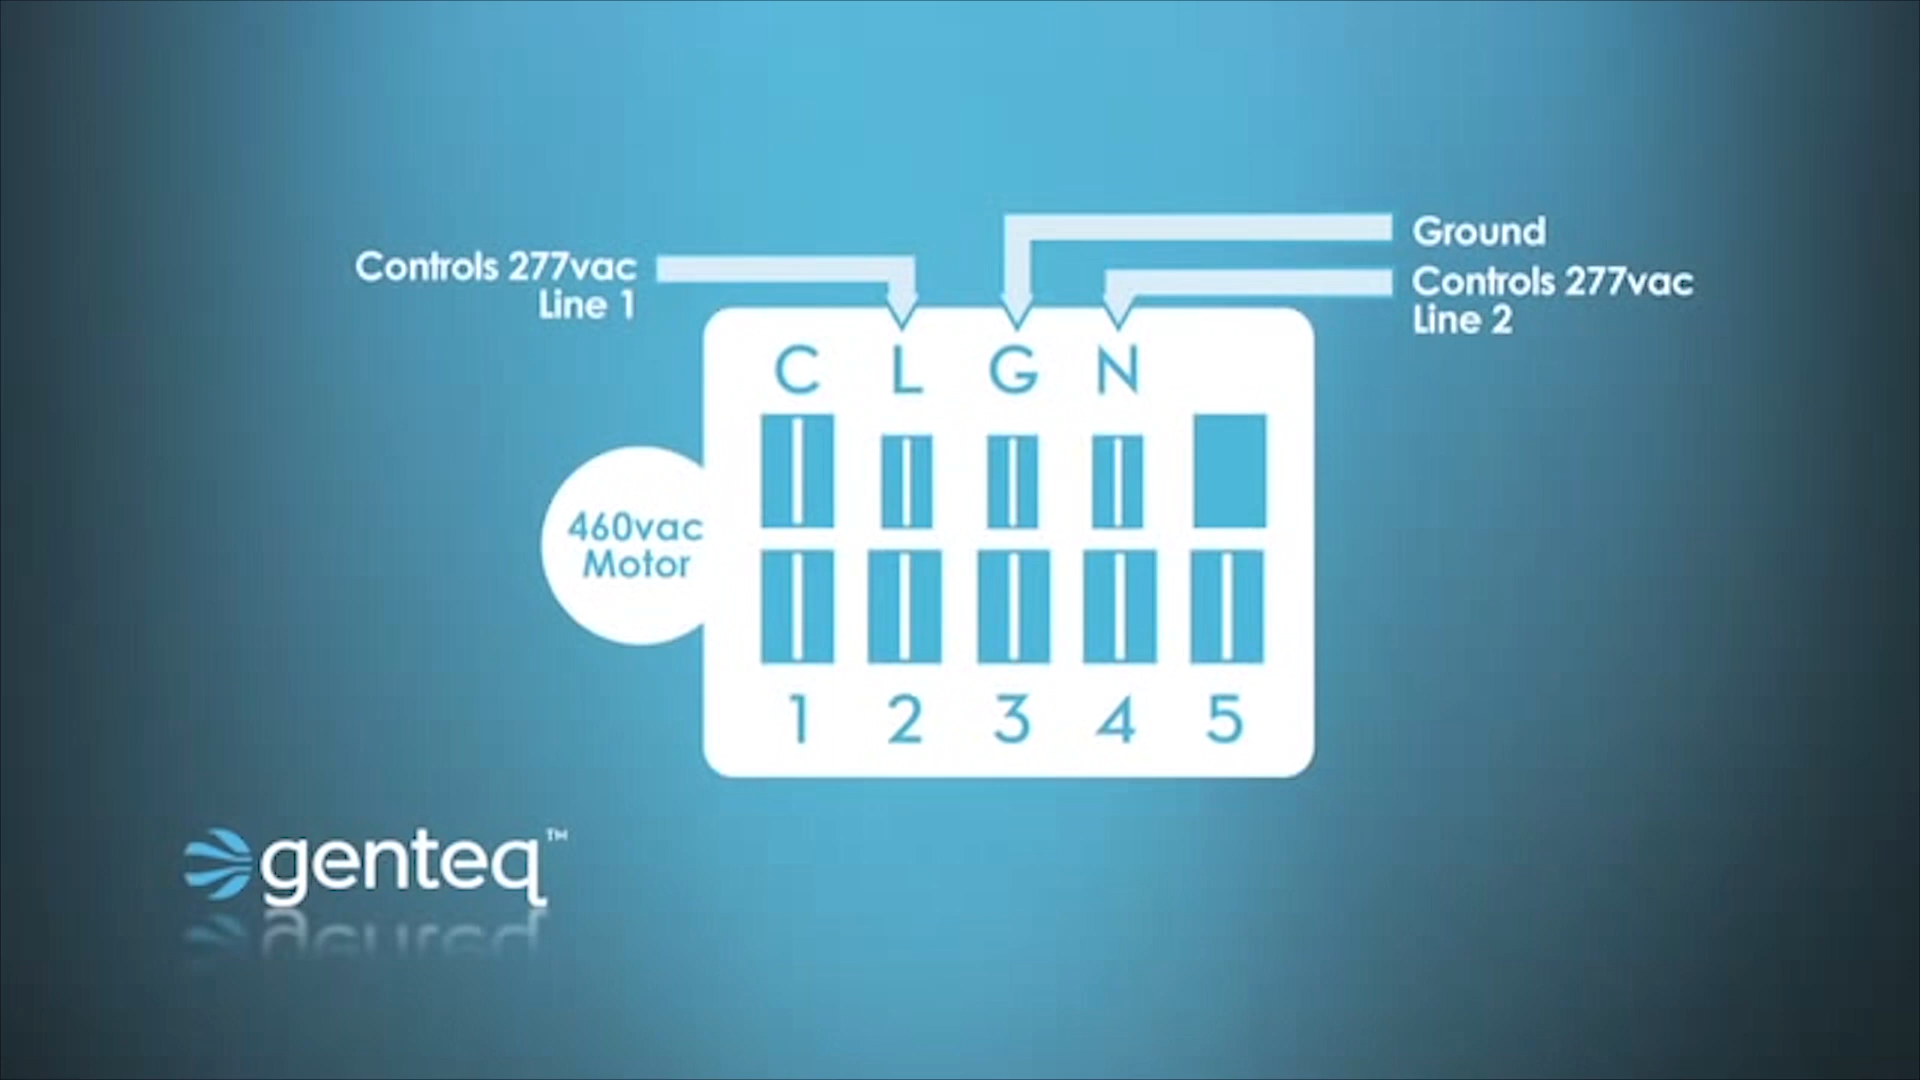 Controls 277vac
Line 1
Ground
Controls 277vac
Line 2
C L G N
460vac
Motor
1 2 3 4 5
genteq™